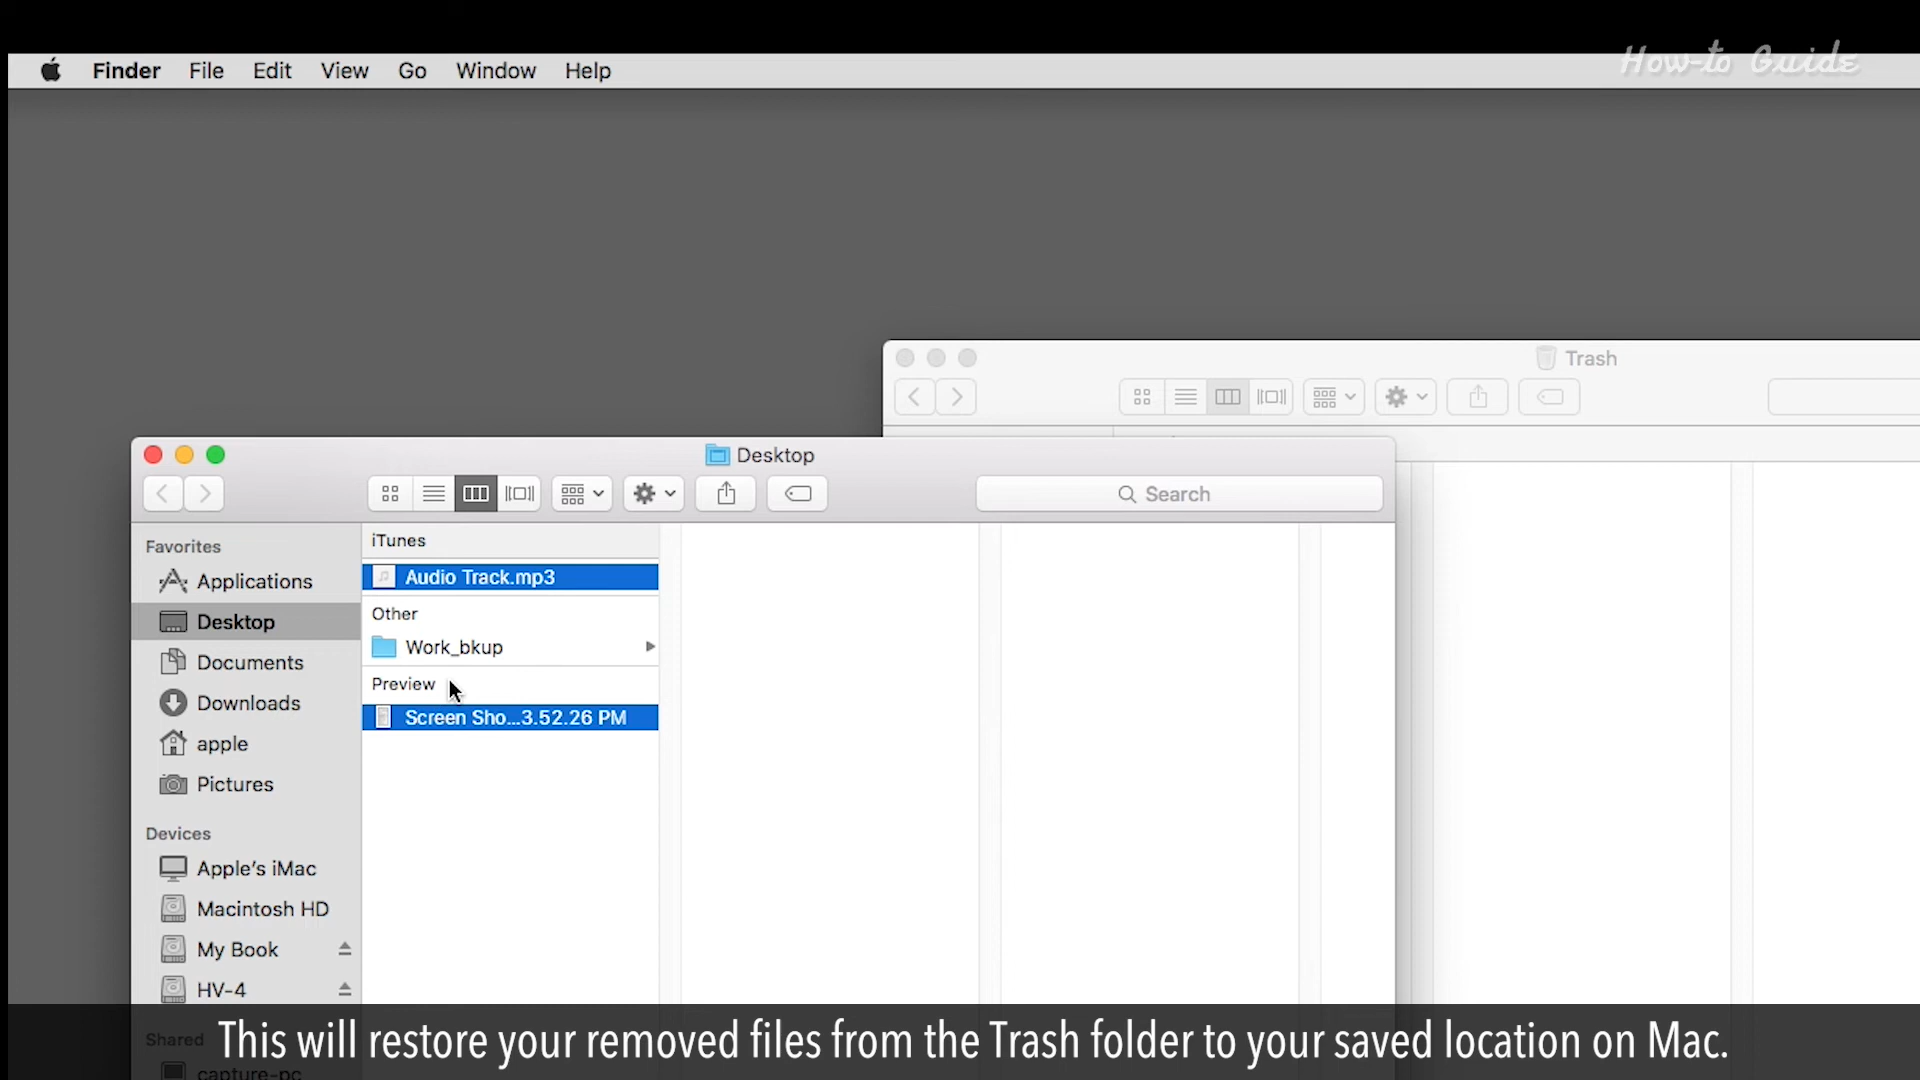 How-to Guide
Finder File Edit View Go Window Help
Trash
Desktop
Search
Favorites
Applications
Desktop
Documents
Downloads
apple
Pictures
Devices
Apple's iMac
Macintosh HD
My Book
HV-4
Shared
capture-pc
iTunes
Audio Track.mp3
Other
Work_bkup
Preview
Screen Sho...3.52.26 PM
This will restore your removed files from the Trash folder to your saved location on Mac.